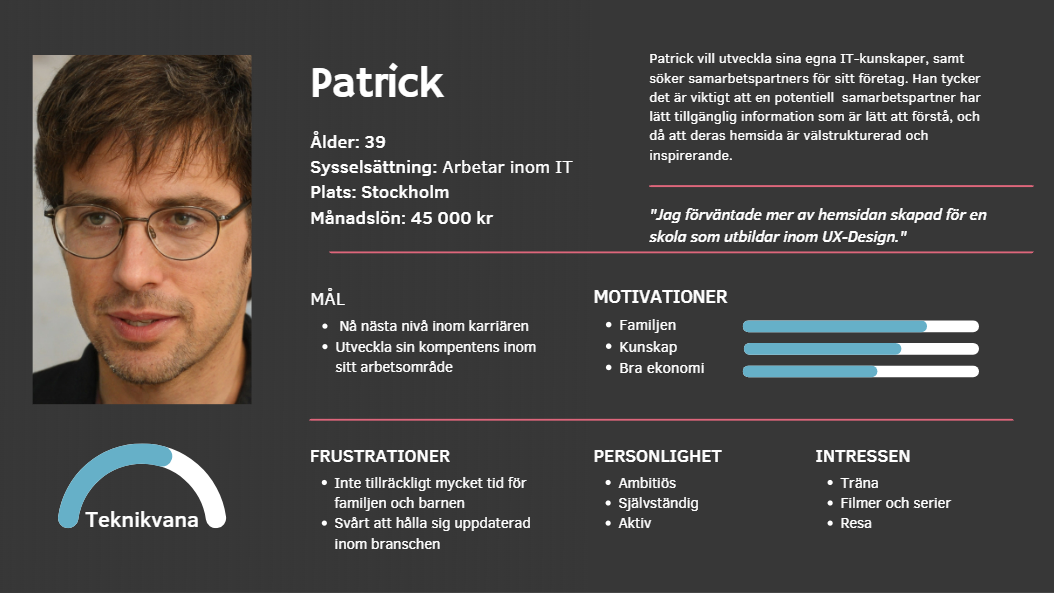 Patrick
Ålder: 39
Sysselsättning: Arbetar inom IT
Plats: Stockholm
Månadslön: 45 000 kr
Patrick vill utveckla sina egna IT-kunskaper, samt
söker samarbetspartners för sitt företag. Han tycker
det är viktigt att en potentiell  samarbetspartner har
lätt tillgänglig information som är lätt att förstå, och
då att deras hemsida är välstrukturerad och
inspirerande.
"Jag förväntade mer av hemsidan skapad för en
skola som utbildar inom UX-Design."
MÅL
• Nå nästa nivå inom karriären
• Utveckla sin kompentens inom
sitt arbetsområde
MOTIVATIONER
• Familjen
• Kunskap
• Bra ekonomi
Teknikvana
FRUSTRATIONER
• Inte tillräckligt mycket tid för
familjen och barnen
• Svårt att hålla sig uppdaterad
inom branschen
PERSONLIGHET
• Ambitiös
• Självständig
• Aktiv
INTRESSEN
• Träna
• Filmer och serier
• Resa